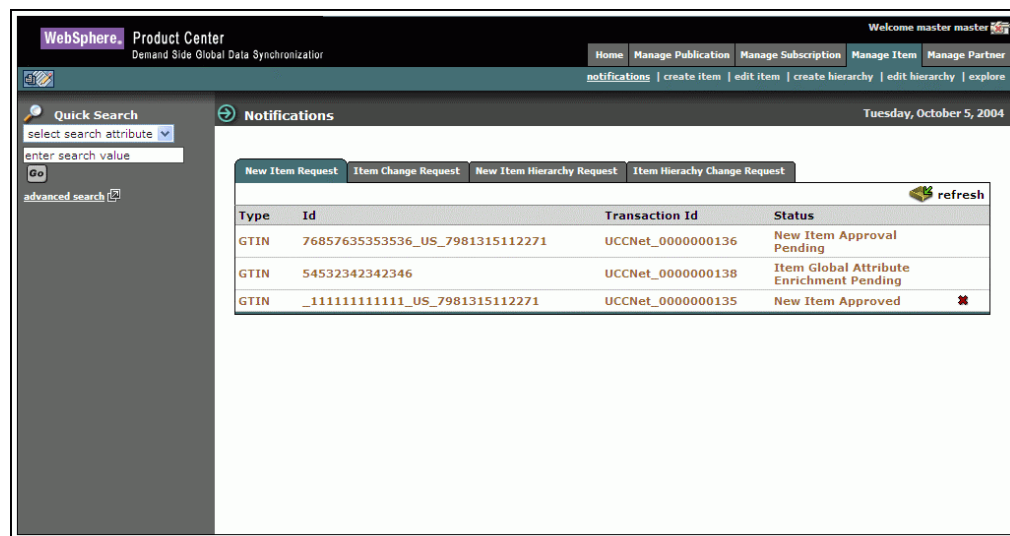 WebSphere. Product Center
Demand Side Global Data Synchronizatior
Welcome master master
Home Manage Publication Manage Subscription Manage Item Manage Partner
notifications | create item | edit item | create hierarchy | edit hierarchy | explore
Quick Search
select search attribute
enter search value
Go
advanced search
Notifications
Tuesday, October 5, 2004
New Item Request Item Change Request New Item Hierarchy Request Item Hierachy Change Request
refresh
Type Id Transaction Id Status
GTIN 76857635353536_US_7981315112271 UCCNet_0000000136 New Item Approval
Pending
GTIN 54532342342346 UCCNet_0000000138 Item Global Attribute
Enrichment Pending
GTIN _111111111111_US_7981315112271 UCCNet_0000000135 New Item Approved